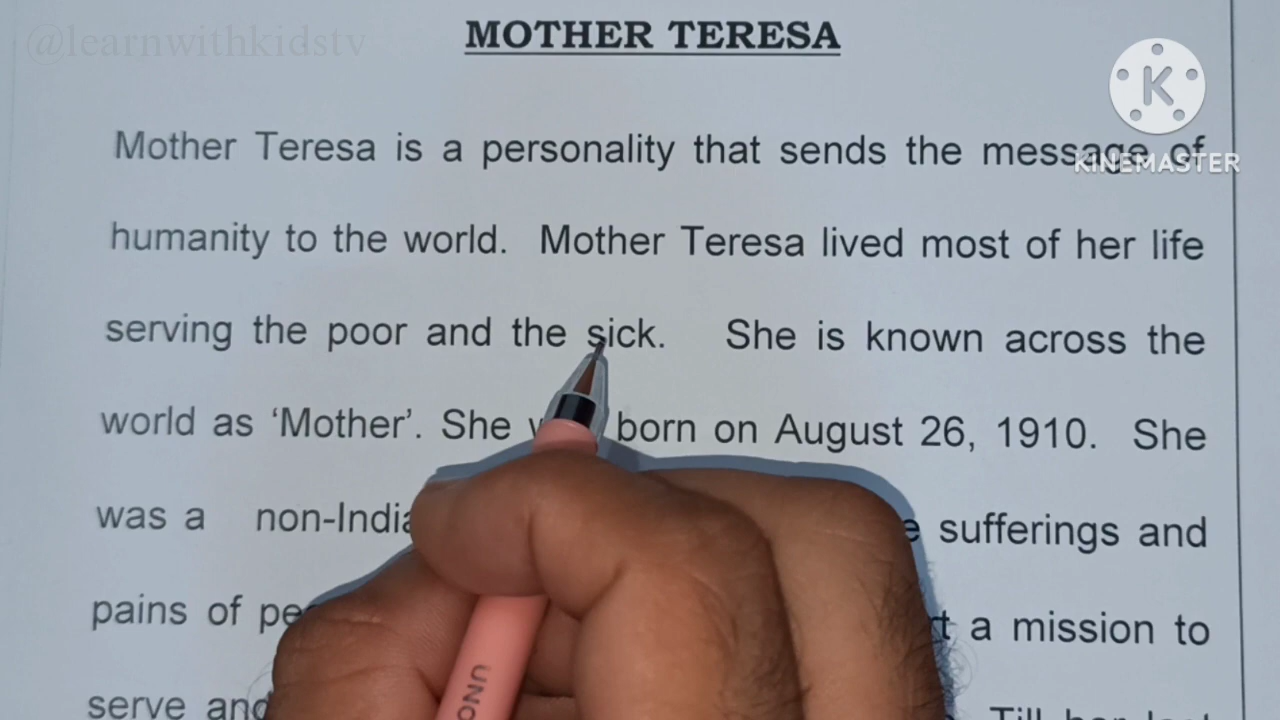 @learnwithkidstv
MOTHER TERESA
K
KINEMASTER
Mother Teresa is a personality that sends the message of
humanity to the world. Mother Teresa lived most of her life
serving the poor and the sick. She is known across the
world as ‘Mother’. She born on August 26, 1910. She
was a non-India sufferings and
pains of a mission to
serve and Till her last
UNO